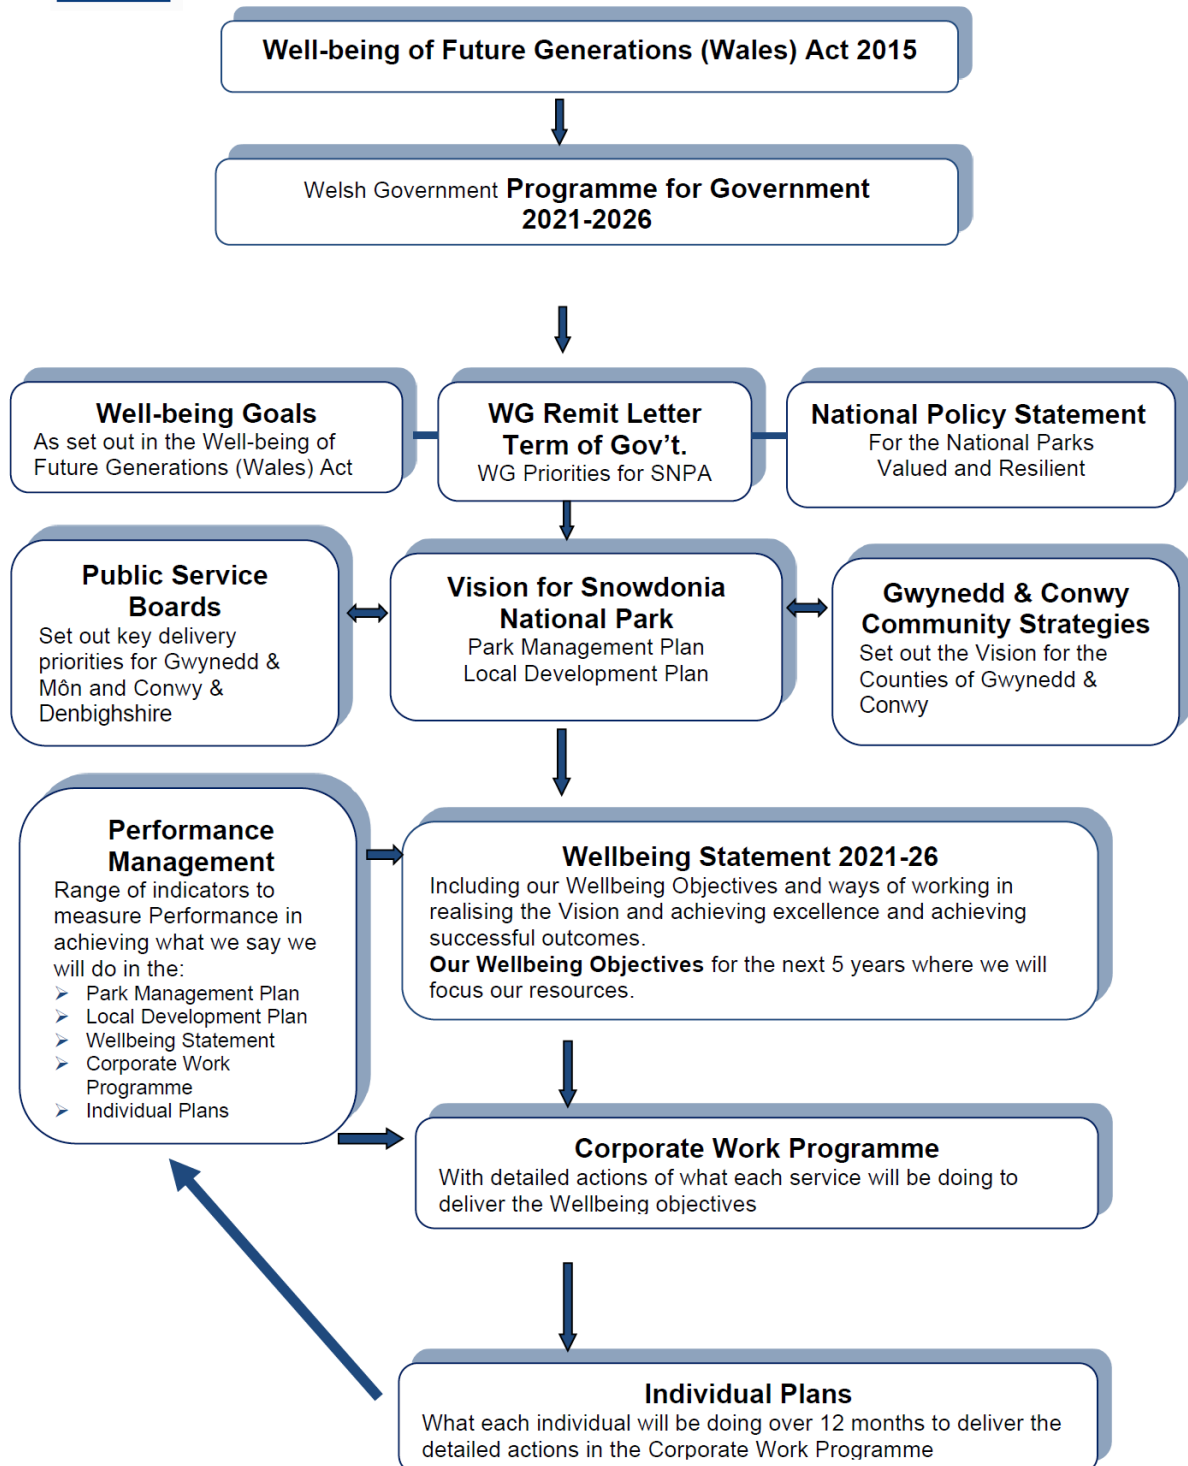 Well-being of Future Generations (Wales) Act 2015
Welsh Government Programme for Government
2021-2026
Well-being Goals
As set out in the Well-being of
Future Generations (Wales) Act
WG Remit Letter
Term of Gov’t.
WG Priorities for SNPA
National Policy Statement
For the National Parks
Valued and Resilient
Public Service
Boards
Set out key delivery
priorities for Gwynedd &
Môn and Conwy &
Denbighshire
Vision for Snowdonia
National Park
Park Management Plan
Local Development Plan
Gwynedd & Conwy
Community Strategies
Set out the Vision for the
Counties of Gwynedd &
Conwy
Performance
Management
Range of indicators to
measure Performance in
achieving what we say we
will do in the:
➢ Park Management Plan
➢ Local Development Plan
➢ Wellbeing Statement
➢ Corporate Work
Programme
➢ Individual Plans
Wellbeing Statement 2021-26
Including our Wellbeing Objectives and ways of working in
realising the Vision and achieving excellence and achieving
successful outcomes.
Our Wellbeing Objectives for the next 5 years where we will
focus our resources.
Corporate Work Programme
With detailed actions of what each service will be doing to
deliver the Wellbeing objectives
Individual Plans
What each individual will be doing over 12 months to deliver the
detailed actions in the Corporate Work Programme